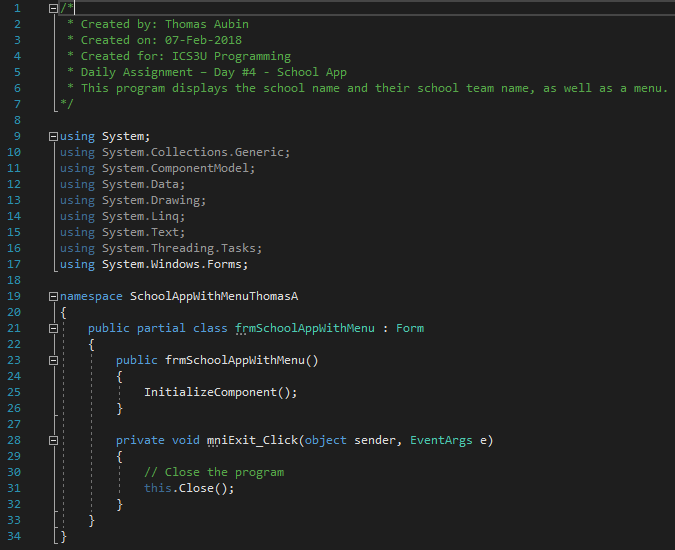 1 /*
2 * Created by: Thomas Aubin
3 * Created on: 07-Feb-2018
4 * Created for: ICS3U Programming
5 * Daily Assignment – Day #4 - School App
6 * This program displays the school name and their school team name, as well as a menu.
7 */
8
9 using System;
10 using System.Collections.Generic;
11 using System.ComponentModel;
12 using System.Data;
13 using System.Drawing;
14 using System.Linq;
15 using System.Text;
16 using System.Threading.Tasks;
17 using System.Windows.Forms;
18
19 namespace SchoolAppWithMenuThomasA
20 {
21 public partial class frmSchoolAppWithMenu : Form
22 {
23 public frmSchoolAppWithMenu()
24 {
25 InitializeComponent();
26 }
27
28 private void mniExit_Click(object sender, EventArgs e)
29 {
30 // Close the program
31 this.Close();
32 }
33 }
34 }